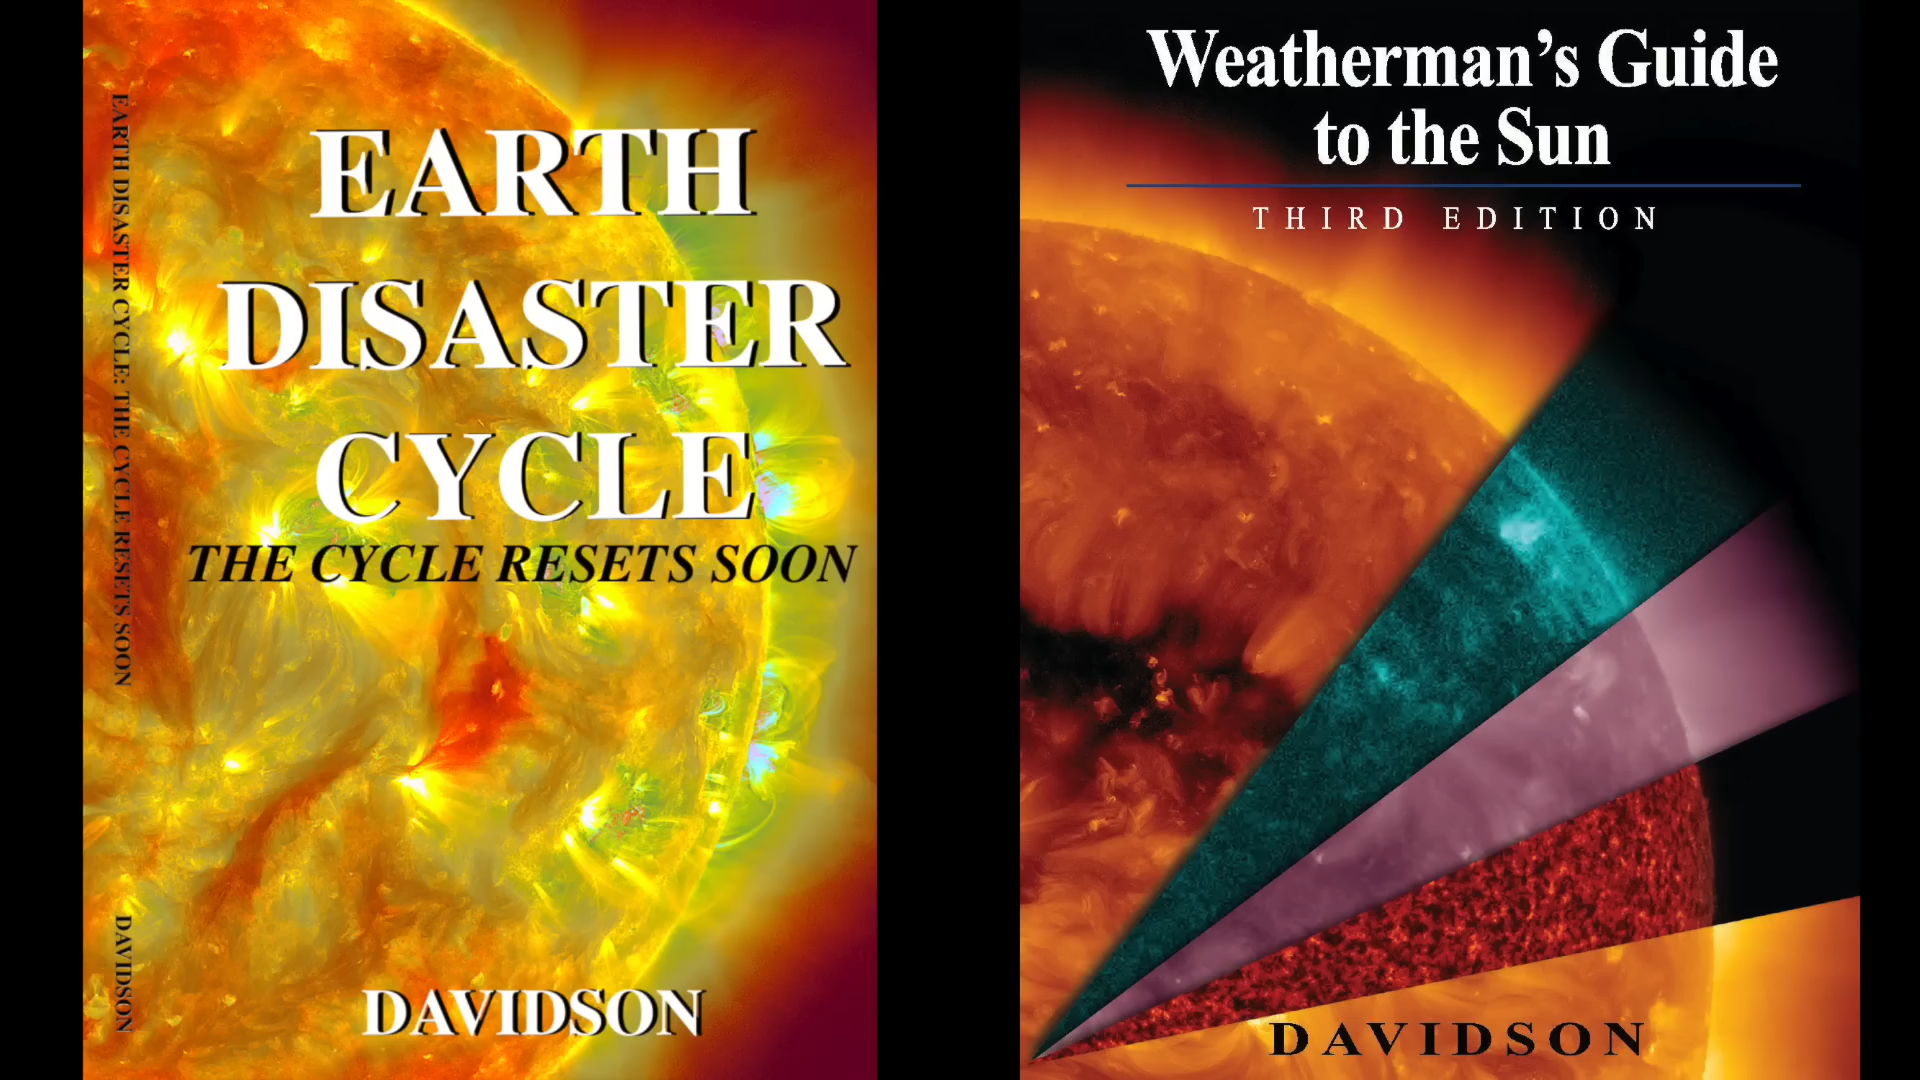 EARTH DISASTER CYCLE: THE CYCLE RESETS SOON
DAVIDSON
EARTH
DISASTER
CYCLE
THE CYCLE RESETS SOON
DAVIDSON
Weatherman's Guide
to the Sun
THIRD EDITION
DAVIDSON